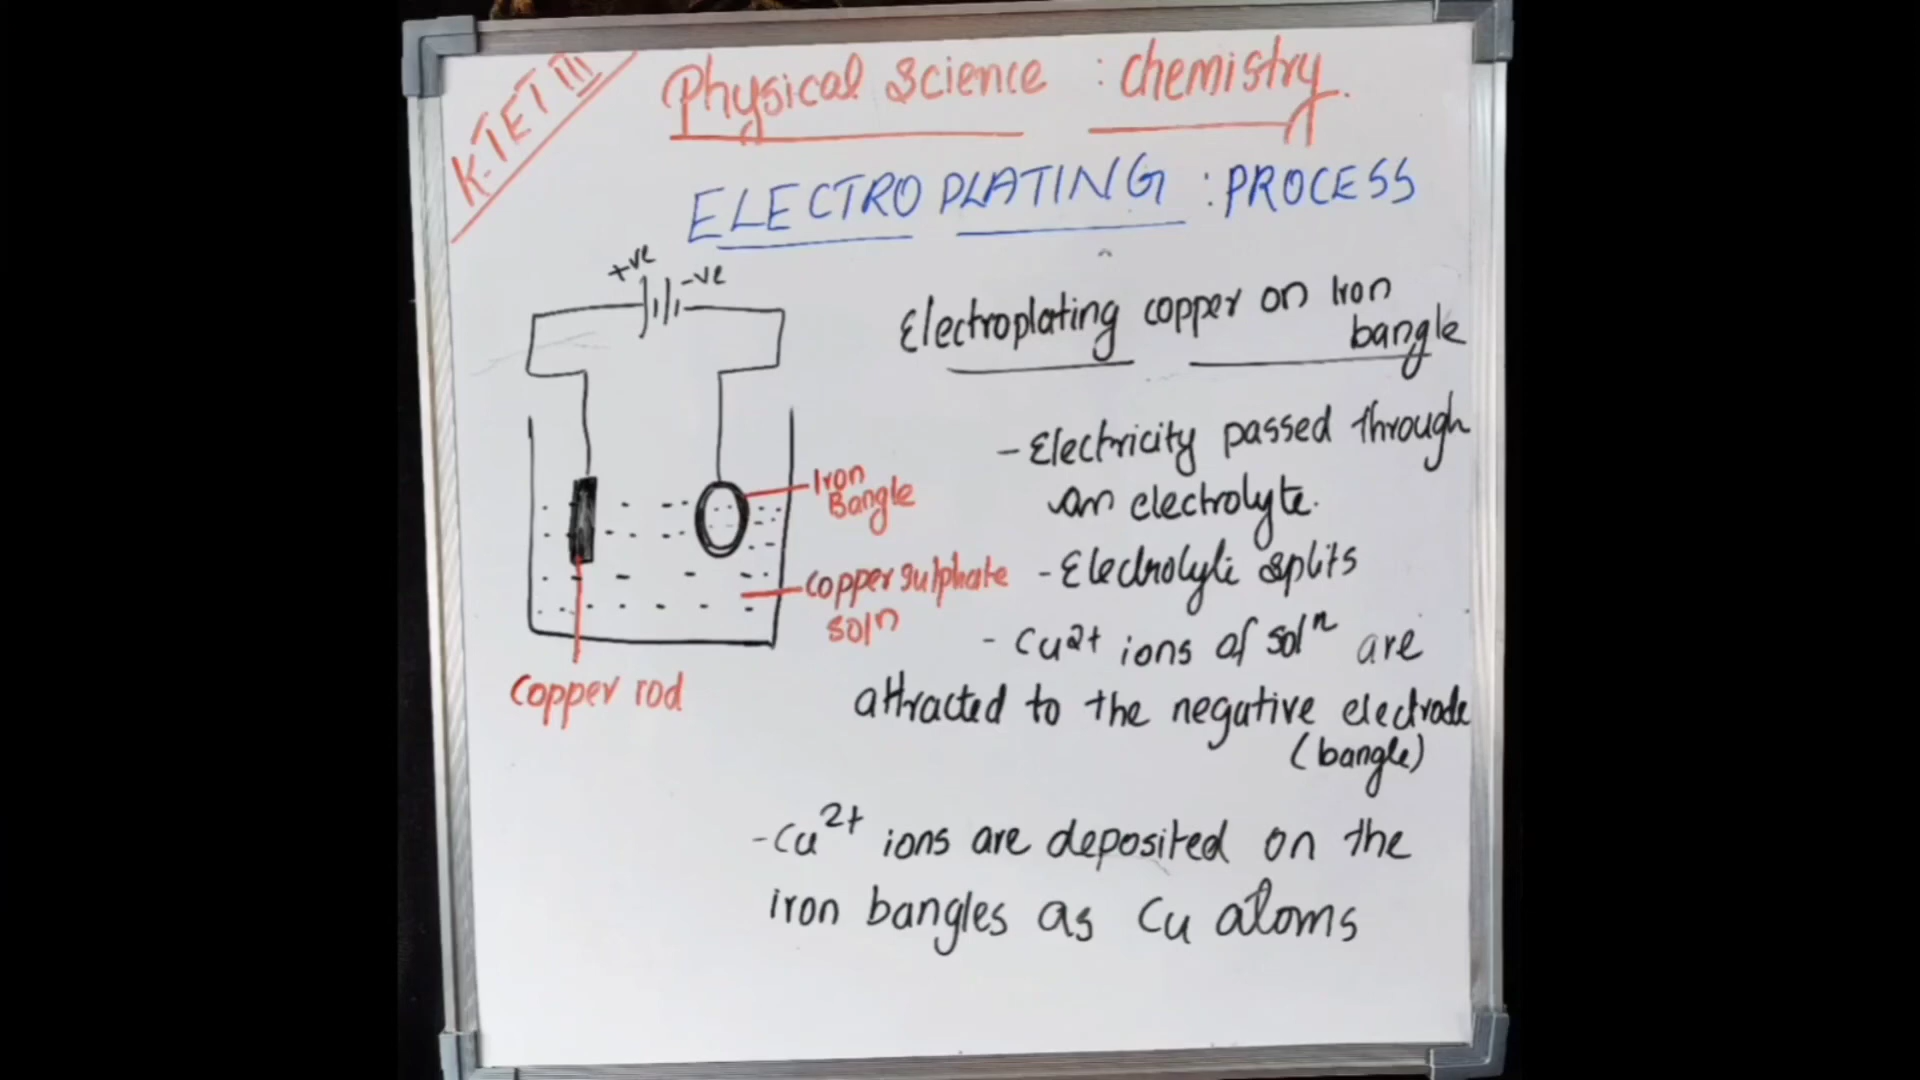 K-TET III
Physical Science : Chemistry.
ELECTROPLATING : PROCESS
+ve
-ve
Electroplating copper on Iron
bangle
- Electricity passed through
an electrolyte.
Iron
Bangle
- Electrolyte splits
copper sulphate
soln
- Cu2+ ions of soln are
attracted to the negative electrode
(bangle)
copper rod
- Cu2+ ions are deposited on the
iron bangles as Cu atoms